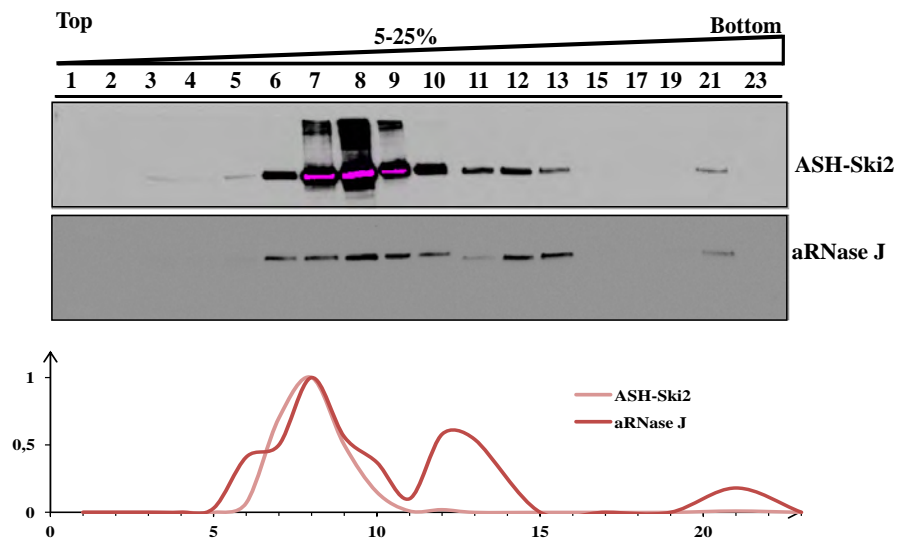 Top
5-25%
Bottom
1 2 3 4 5 6 7 8 9 10 11 12 13 15 17 19 21 23
ASH-Ski2
aRNase J
1
0,5
0
ASH-Ski2
aRNase J
0 5 10 15 20